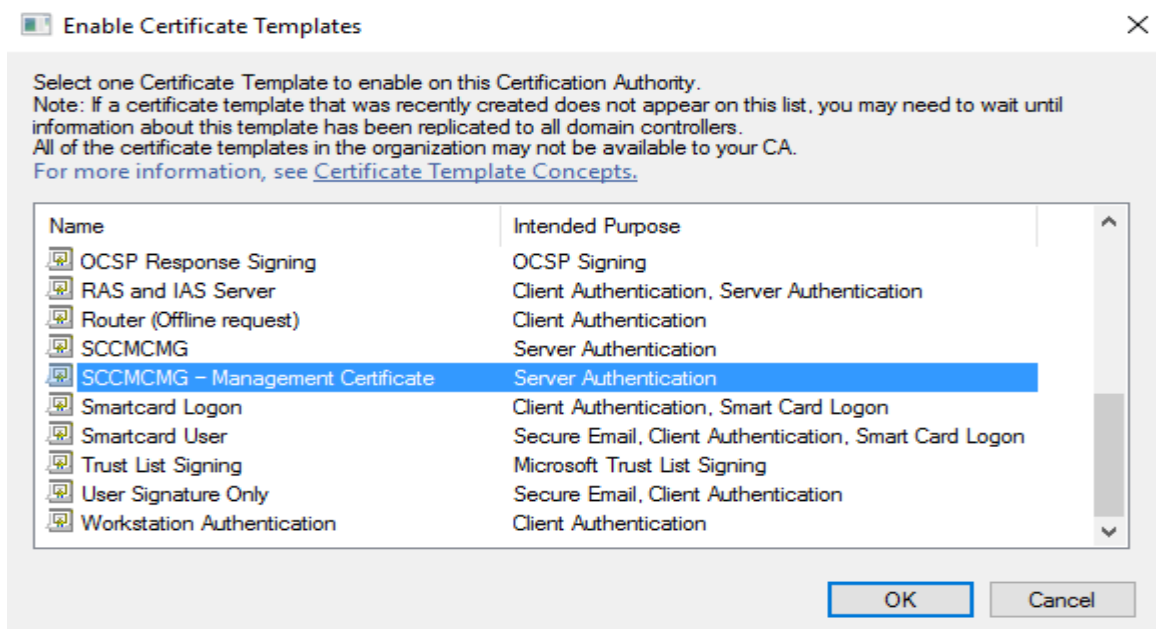 Enable Certificate Templates
Select one Certificate Template to enable on this Certification Authority.
Note: If a certificate template that was recently created does not appear on this list, you may need to wait until
information about this template has been replicated to all domain controllers.
All of the certificate templates in the organization may not be available to your CA.
For more information, see Certificate Template Concepts.
Name Intended Purpose
OCSP Response Signing OCSP Signing
RAS and IAS Server Client Authentication, Server Authentication
Router (Offline request) Client Authentication
SCCMCMG Server Authentication
SCCMCMG – Management Certificate Server Authentication
Smartcard Logon Client Authentication, Smart Card Logon
Smartcard User Secure Email, Client Authentication, Smart Card Logon
Trust List Signing Microsoft Trust List Signing
User Signature Only Secure Email, Client Authentication
Workstation Authentication Client Authentication
OK Cancel